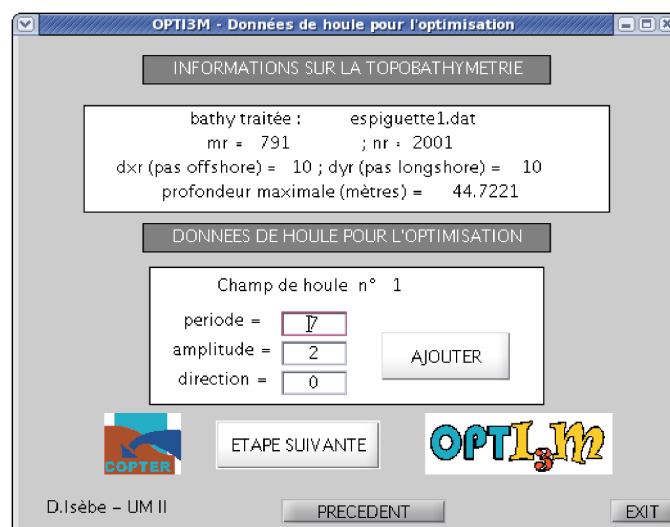 OPTI3M - Données de houle pour l'optimisation
INFORMATIONS SUR LA TOPOBATHYMETRIE
bathy traitée : espiguette1.dat
mr = 791 ; nr = 2001
dxr (pas offshore) = 10 ; dyr (pas longshore) = 10
profondeur maximale (mètres) = 44.7221
DONNEES DE HOULE POUR L'OPTIMISATION
Champ de houle n° 1
periode = 7
amplitude = 2
direction = 0
AJOUTER
COPTER
ETAPE SUIVANTE
OPTI3M
D.Isèbe – UM II
PRECEDENT
EXIT